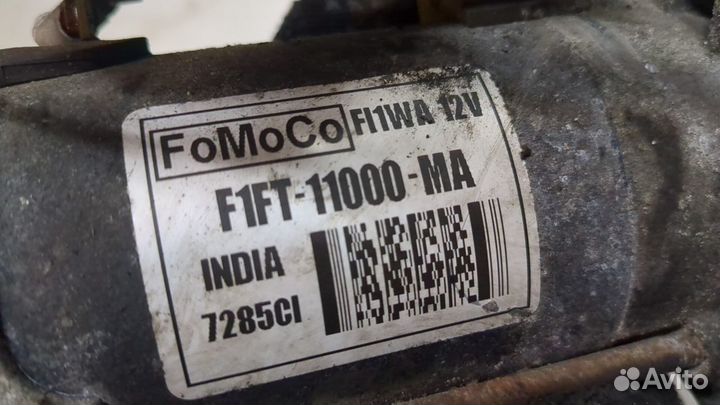 FoMoCo FI1WA 12V
F1FT-11000-MA
INDIA
7285CI
Avito